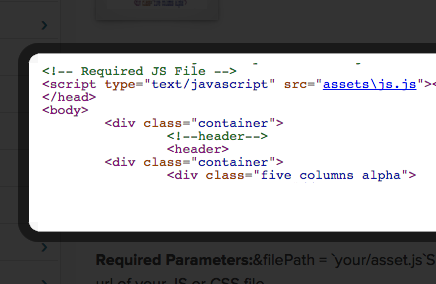 <!-- Required JS File -->
<script type="text/javascript" src="assets\js.js"><
</head>
<body>
<div class="container">
<!--header-->
<header>
<div class="container">
<div class="five columns alpha">
Required Parameters:&filePath = `your/asset.js`S
url of your JS or CSS file